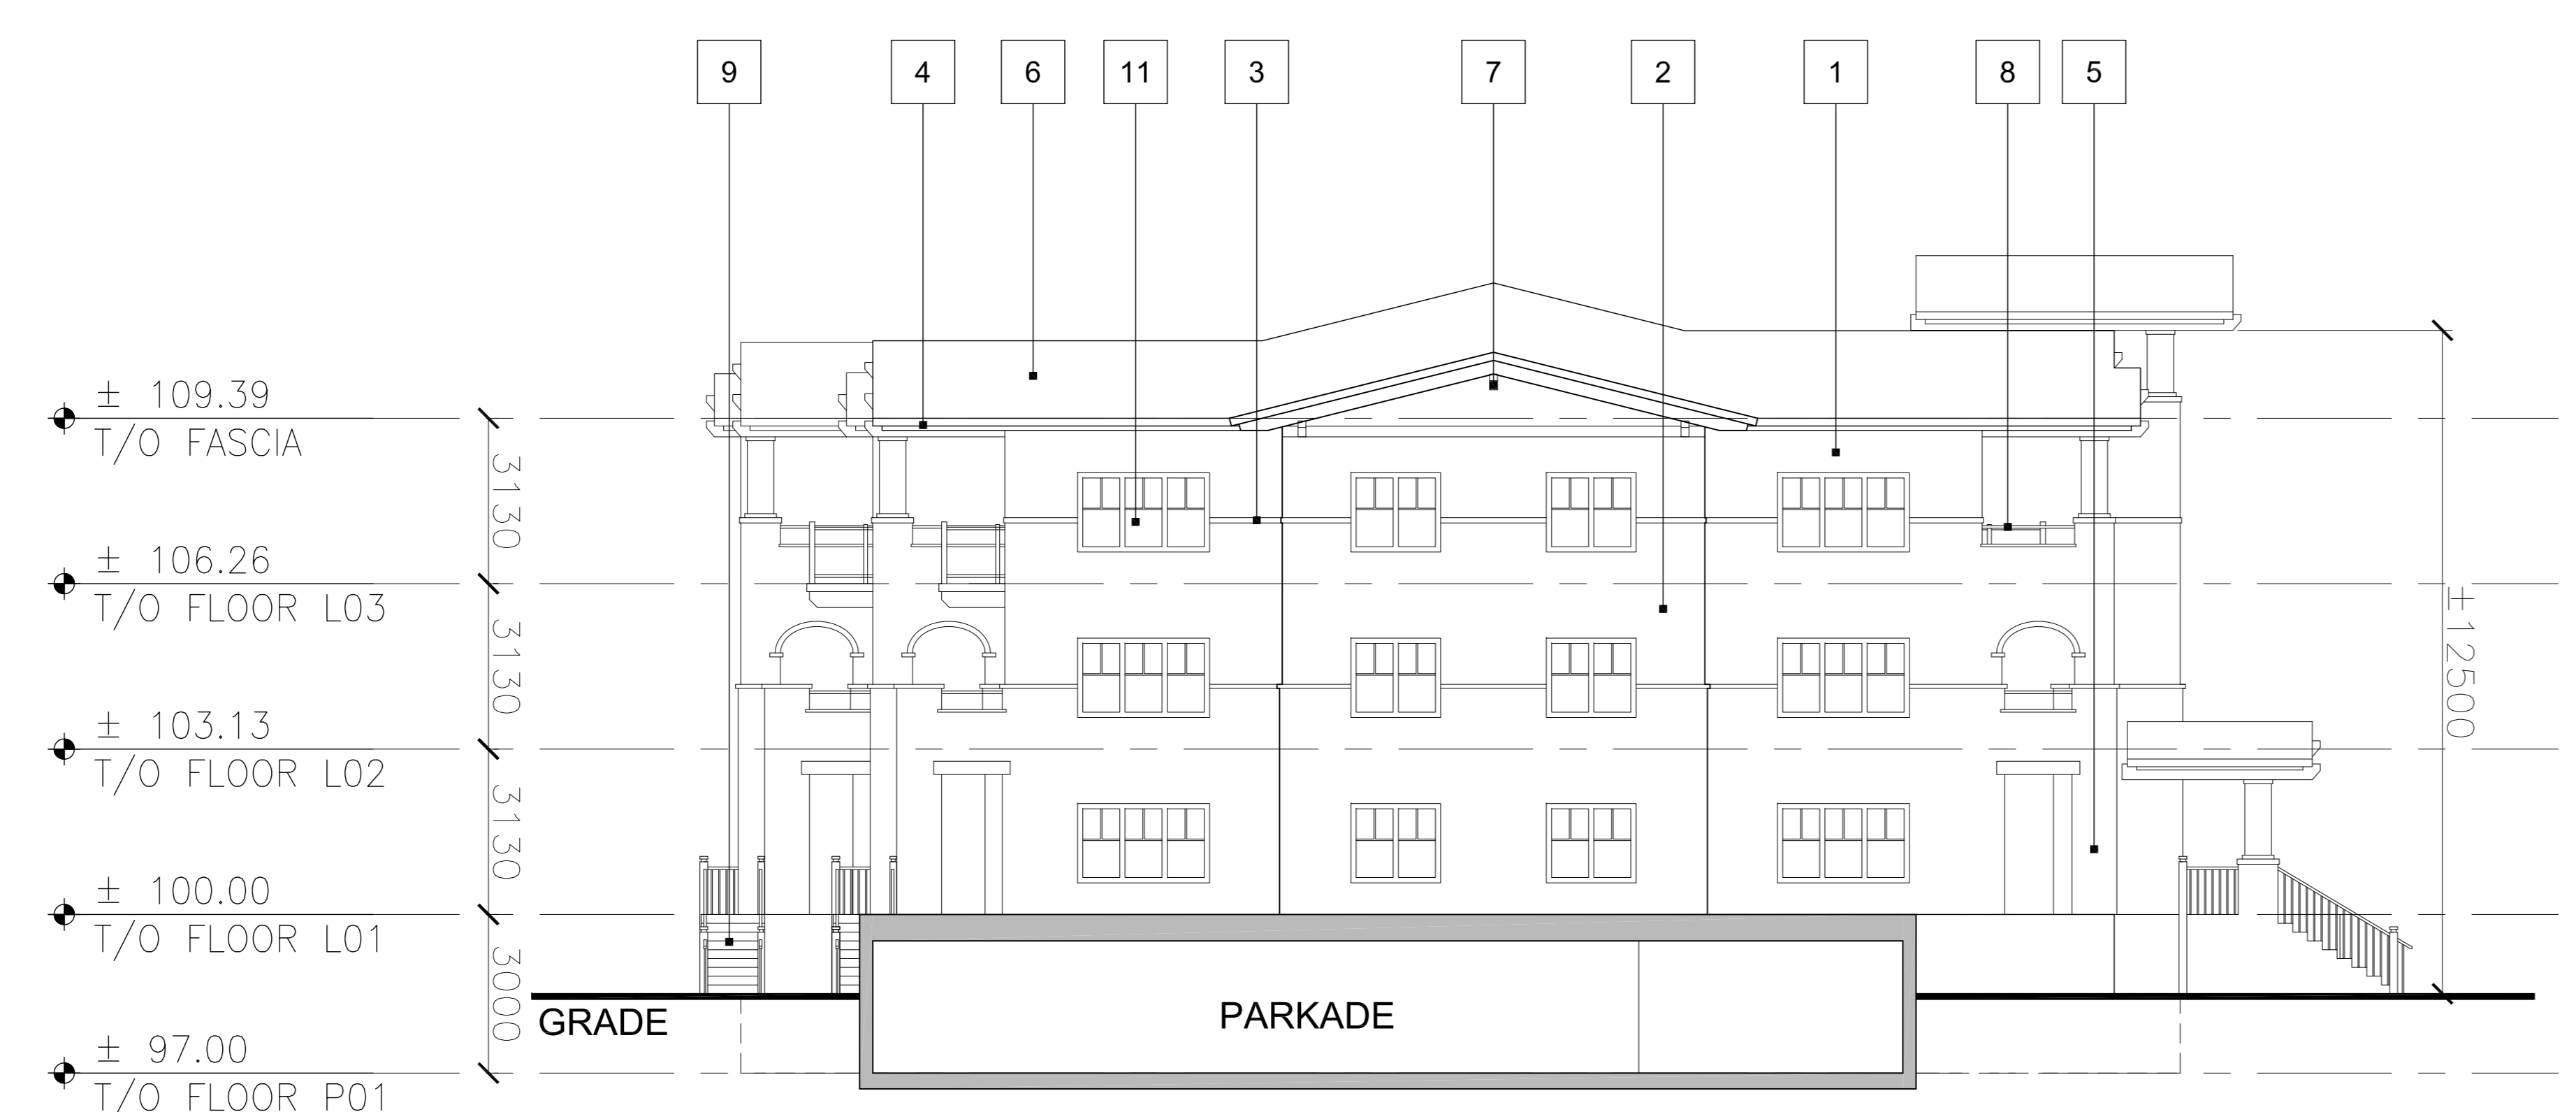 9 4 6 11 3 7 2 1 8 5
± 109.39
T/O FASCIA
3130
± 106.26
T/O FLOOR L03
3130
± 103.13
T/O FLOOR L02
3130
± 100.00
T/O FLOOR L01
3000
± 97.00
T/O FLOOR P01
GRADE
PARKADE
±12500